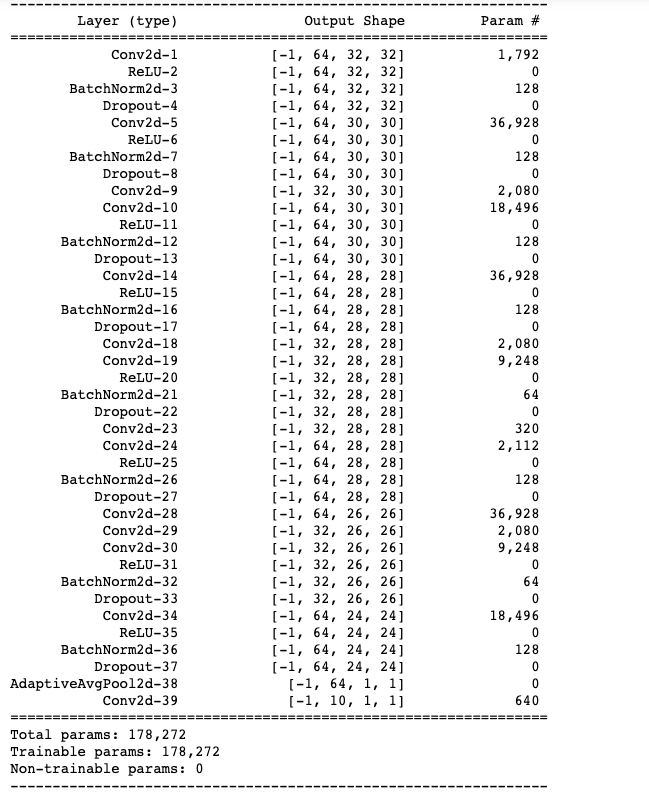 ----------------------------------------------------------------
        Layer (type)               Output Shape         Param #
================================================================
            Conv2d-1           [-1, 64, 32, 32]           1,792
              ReLU-2           [-1, 64, 32, 32]               0
       BatchNorm2d-3           [-1, 64, 32, 32]             128
           Dropout-4           [-1, 64, 32, 32]               0
            Conv2d-5           [-1, 64, 30, 30]          36,928
              ReLU-6           [-1, 64, 30, 30]               0
       BatchNorm2d-7           [-1, 64, 30, 30]             128
           Dropout-8           [-1, 64, 30, 30]               0
            Conv2d-9           [-1, 32, 30, 30]           2,080
           Conv2d-10           [-1, 64, 30, 30]          18,496
             ReLU-11           [-1, 64, 30, 30]               0
      BatchNorm2d-12           [-1, 64, 30, 30]             128
          Dropout-13           [-1, 64, 30, 30]               0
           Conv2d-14           [-1, 64, 28, 28]          36,928
             ReLU-15           [-1, 64, 28, 28]               0
      BatchNorm2d-16           [-1, 64, 28, 28]             128
          Dropout-17           [-1, 64, 28, 28]               0
           Conv2d-18           [-1, 32, 28, 28]           2,080
           Conv2d-19           [-1, 32, 28, 28]           9,248
             ReLU-20           [-1, 32, 28, 28]               0
      BatchNorm2d-21           [-1, 32, 28, 28]              64
          Dropout-22           [-1, 32, 28, 28]               0
           Conv2d-23           [-1, 32, 28, 28]             320
           Conv2d-24           [-1, 64, 28, 28]           2,112
             ReLU-25           [-1, 64, 28, 28]               0
      BatchNorm2d-26           [-1, 64, 28, 28]             128
          Dropout-27           [-1, 64, 28, 28]               0
           Conv2d-28           [-1, 64, 26, 26]          36,928
           Conv2d-29           [-1, 32, 26, 26]           2,080
           Conv2d-30           [-1, 32, 26, 26]           9,248
             ReLU-31           [-1, 32, 26, 26]               0
      BatchNorm2d-32           [-1, 32, 26, 26]              64
          Dropout-33           [-1, 32, 26, 26]               0
           Conv2d-34           [-1, 64, 24, 24]          18,496
             ReLU-35           [-1, 64, 24, 24]               0
      BatchNorm2d-36           [-1, 64, 24, 24]             128
          Dropout-37           [-1, 64, 24, 24]               0
AdaptiveAvgPool2d-38             [-1, 64, 1, 1]               0
           Conv2d-39             [-1, 10, 1, 1]             640
================================================================
Total params: 178,272
Trainable params: 178,272
Non-trainable params: 0
----------------------------------------------------------------